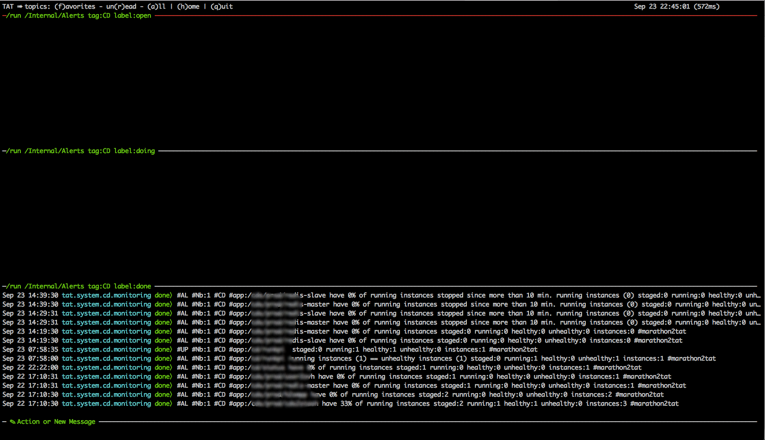 TAT ⇒ topics: (f)avorites - un(r)ead - (a)ll | (h)ome | (q)uit Sep 23 22:45:01 (572ms)
/run /Internal/Alerts tag:CD label:open
/run /Internal/Alerts tag:CD label:doing
/run /Internal/Alerts tag:CD label:done
Sep 23 14:39:30 tat.system.cd.monitoring done) #AL #Nb:1 #CD #app:/ is-slave have 0% of running instances stopped since more than 10 min. running instances (0) staged:0 running:0 healthy:0 unh…
Sep 23 14:39:30 tat.system.cd.monitoring done) #AL #Nb:1 #CD #app:/ -master have 0% of running instances stopped since more than 10 min. running instances (0) staged:0 running:0 healthy:0 un…
Sep 23 14:29:31 tat.system.cd.monitoring done) #AL #Nb:1 #CD #app:/ s-slave have 0% of running instances stopped since more than 10 min. running instances (0) staged:0 running:0 healthy:0 unh…
Sep 23 14:29:31 tat.system.cd.monitoring done) #AL #Nb:1 #CD #app:/ is-master have 0% of running instances stopped since more than 10 min. running instances (0) staged:0 running:0 healthy:0 un…
Sep 23 14:19:30 tat.system.cd.monitoring done) #AL #Nb:1 #CD #app:/ is-master have 0% of running instances staged:0 running:0 healthy:0 unhealthy:0 instances:0 #marathon2tat
Sep 23 14:19:30 tat.system.cd.monitoring done) #AL #Nb:1 #CD #app:/ dis-slave have 0% of running instances staged:0 running:0 healthy:0 unhealthy:0 instances:0 #marathon2tat
Sep 23 07:58:35 tat.system.cd.monitoring done) #UP #Nb:1 #CD #app:/ staged:0 running:1 healthy:1 unhealthy:0 instances:1 #marathon2tat
Sep 23 07:58:00 tat.system.cd.monitoring done) #AL #Nb:1 #CD #app:/ running instances (1) == unhealthy instances (1) staged:0 running:1 healthy:0 unhealthy:1 instances:1 #marathon2tat
Sep 22 22:22:00 tat.system.cd.monitoring done) #AL #Nb:1 #CD #app:/ have 0% of running instances staged:1 running:0 healthy:0 unhealthy:0 instances:1 #marathon2tat
Sep 22 17:10:31 tat.system.cd.monitoring done) #AL #Nb:1 #CD #app:/ have 0% of running instances staged:1 running:0 healthy:0 unhealthy:0 instances:1 #marathon2tat
Sep 22 17:10:31 tat.system.cd.monitoring done) #AL #Nb:1 #CD #app:/ -master have 0% of running instances staged:1 running:0 healthy:0 unhealthy:0 instances:1 #marathon2tat
Sep 22 17:10:30 tat.system.cd.monitoring done) #AL #Nb:1 #CD #app:/ have 0% of running instances staged:2 running:0 healthy:0 unhealthy:0 instances:2 #marathon2tat
Sep 22 17:10:30 tat.system.cd.monitoring done) #AL #Nb:1 #CD #app:/ have 33% of running instances staged:2 running:1 healthy:1 unhealthy:0 instances:3 #marathon2tat
✎ Action or New Message